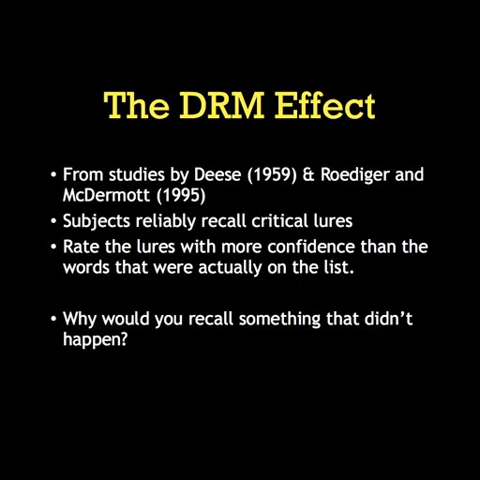 The DRM Effect
• From studies by Deese (1959) & Roediger and
McDermott (1995)
• Subjects reliably recall critical lures
• Rate the lures with more confidence than the
words that were actually on the list.
• Why would you recall something that didn't
happen?